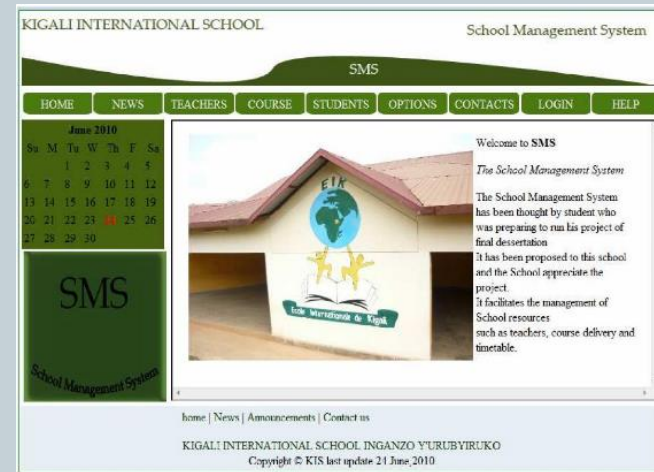 KIGALI INTERNATIONAL SCHOOL
School Management System
SMS
HOME NEWS TEACHERS COURSE STUDENTS OPTIONS CONTACTS LOGIN HELP
June 2010
Su M Tu W Th F Sa
1 2 3 4 5
6 7 8 9 10 11 12
13 14 15 16 17 18 19
20 21 22 23 24 25 26
27 28 29 30
SMS
School Management System
EIK
Ecole Internationale de Kigali
Welcome to SMS
The School Management System
The School Management System
has been thought by student who
was preparing to run his project of
final dessertation
It has been proposed to this school
and the School appreciate the
project.
It facilitates the management of
School resources
such as teachers, course delivery and
timetable.
home | News | Announcements | Contact us
KIGALI INTERNATIONAL SCHOOL INGANZO Y'URUBYIRUKO
Copyright © KIS last update 24 June,2010